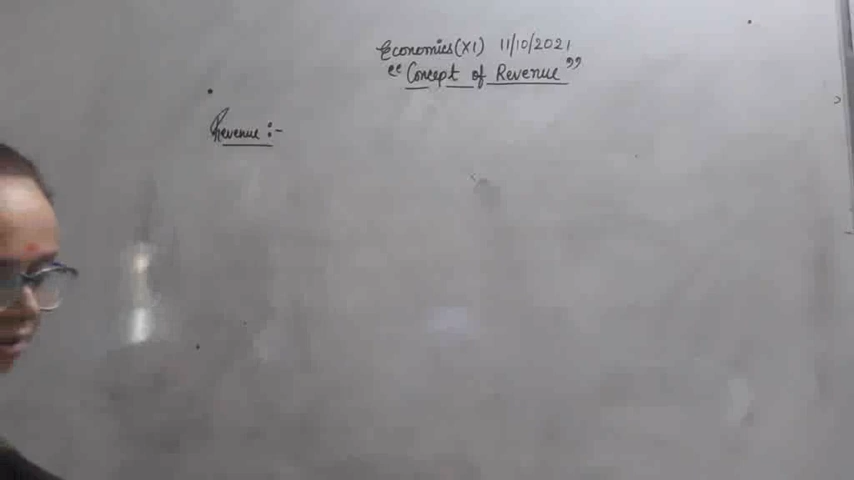 Economics(XI) 11/10/2021
"Concept of Revenue"
Revenue :-